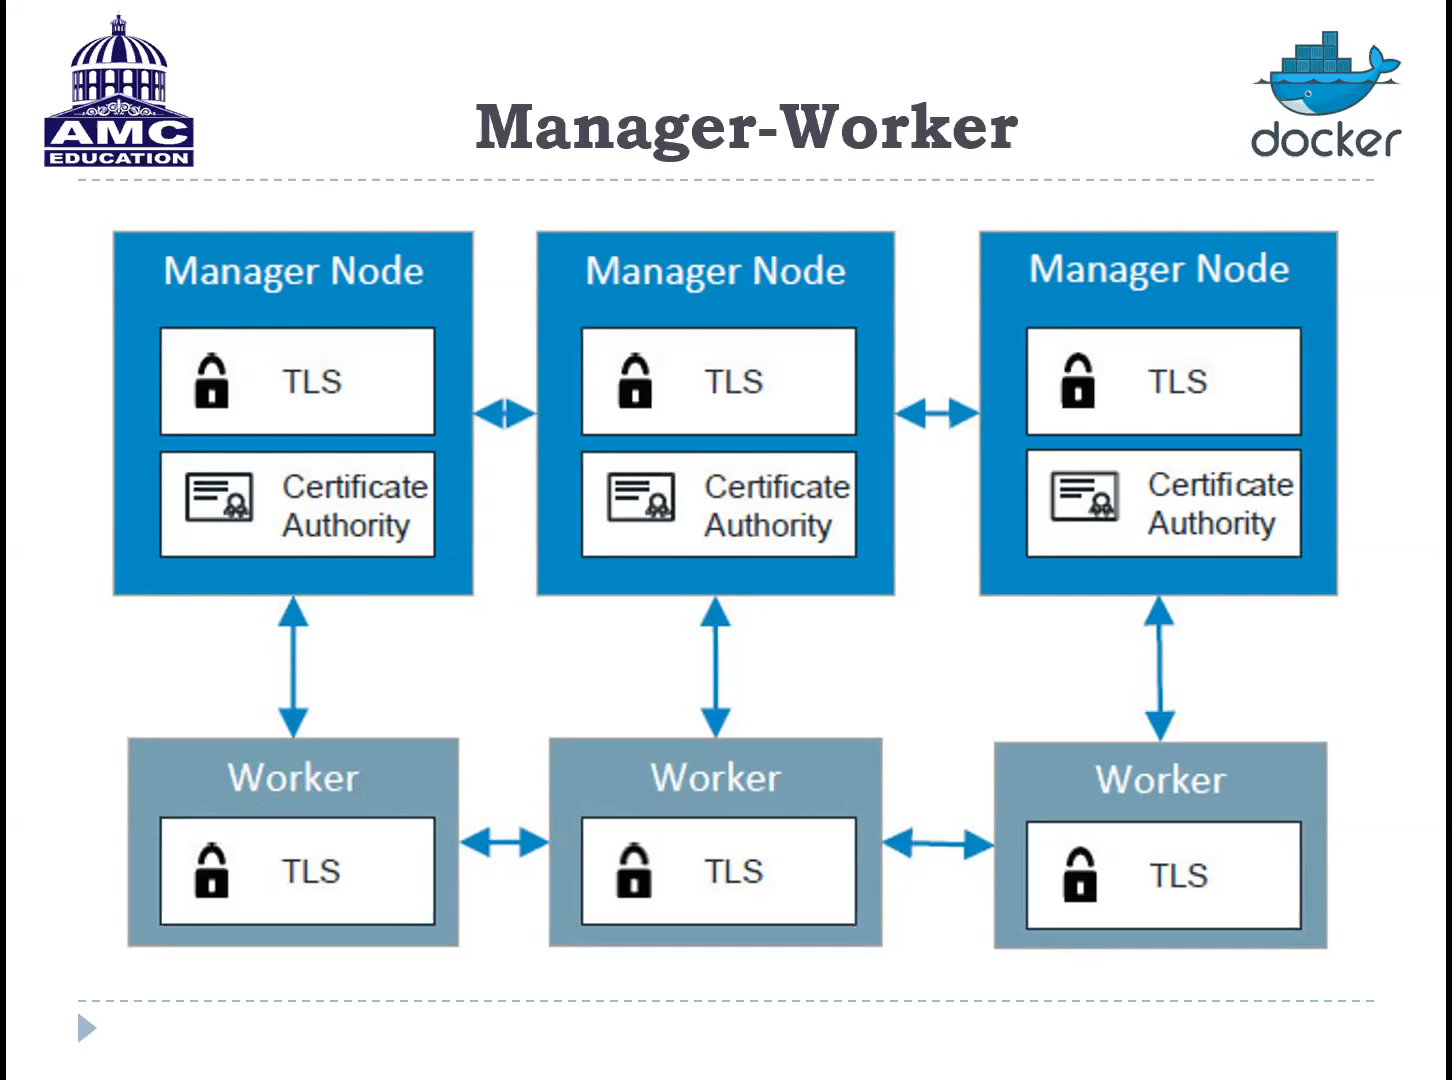 AMC
EDUCATION
docker
Manager-Worker
Manager Node
TLS
Certificate
Authority
Manager Node
TLS
Certificate
Authority
Manager Node
TLS
Certificate
Authority
Worker
TLS
Worker
TLS
Worker
TLS